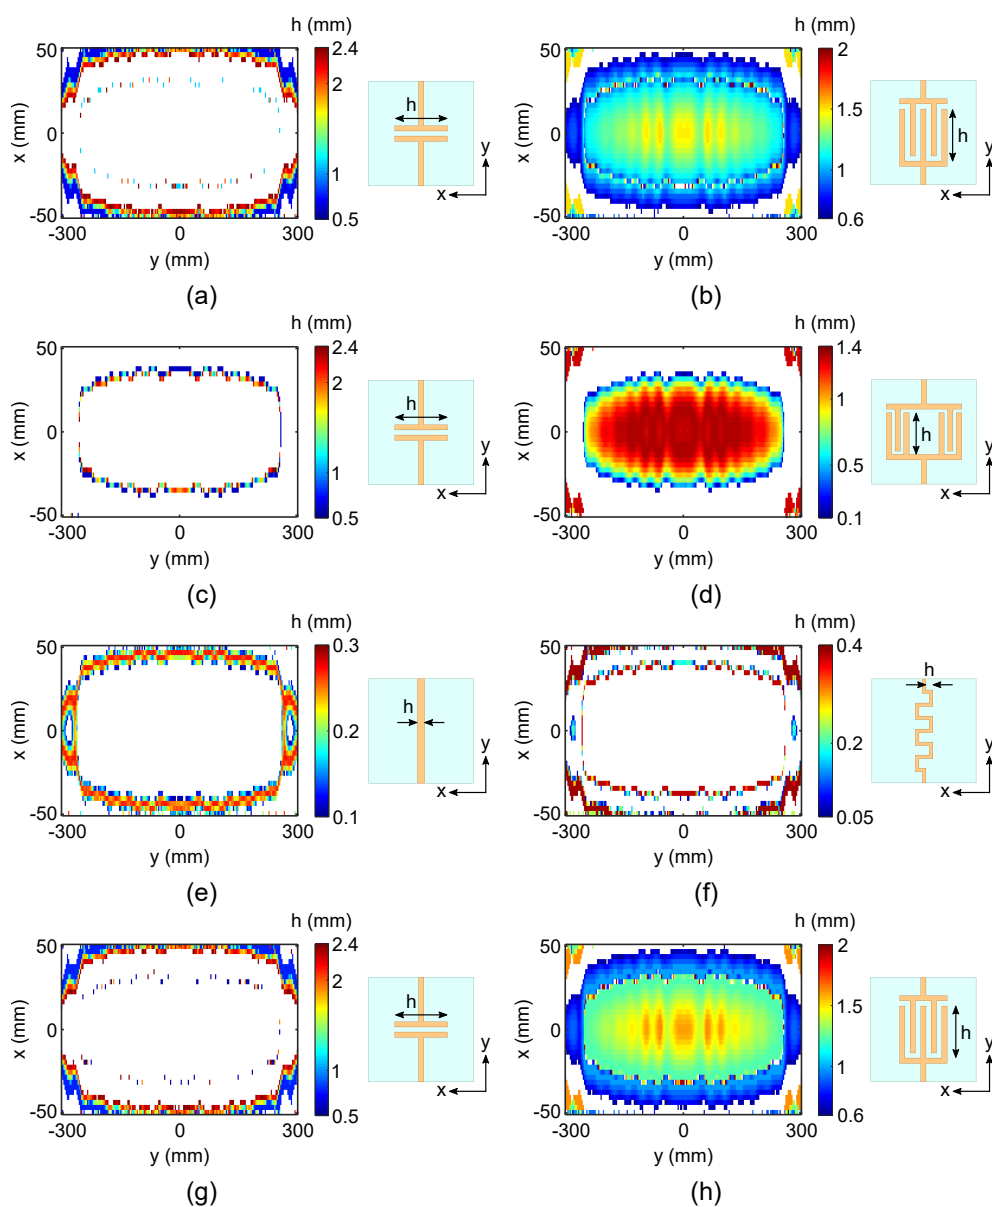 h (mm)
50
0
-50
x (mm)
-300
0
300
y (mm)
2.4
2
1
0.5
h
y
x
(a)
h (mm)
50
0
-50
x (mm)
-300
0
300
y (mm)
2
1.5
1
0.6
h
y
x
(b)
h (mm)
50
0
-50
x (mm)
-300
0
300
y (mm)
2.4
2
1
0.5
h
y
x
(c)
h (mm)
50
0
-50
x (mm)
-300
0
300
y (mm)
1.4
1
0.5
0.1
h
y
x
(d)
h (mm)
50
0
-50
x (mm)
-300
0
300
y (mm)
0.3
0.2
0.1
h
y
x
(e)
h (mm)
50
0
-50
x (mm)
-300
0
300
y (mm)
0.4
0.2
0.05
h
y
x
(f)
h (mm)
50
0
-50
x (mm)
-300
0
300
y (mm)
2.4
2
1
0.5
h
y
x
(g)
h (mm)
50
0
-50
x (mm)
-300
0
300
y (mm)
2
1.5
1
0.6
h
y
x
(h)